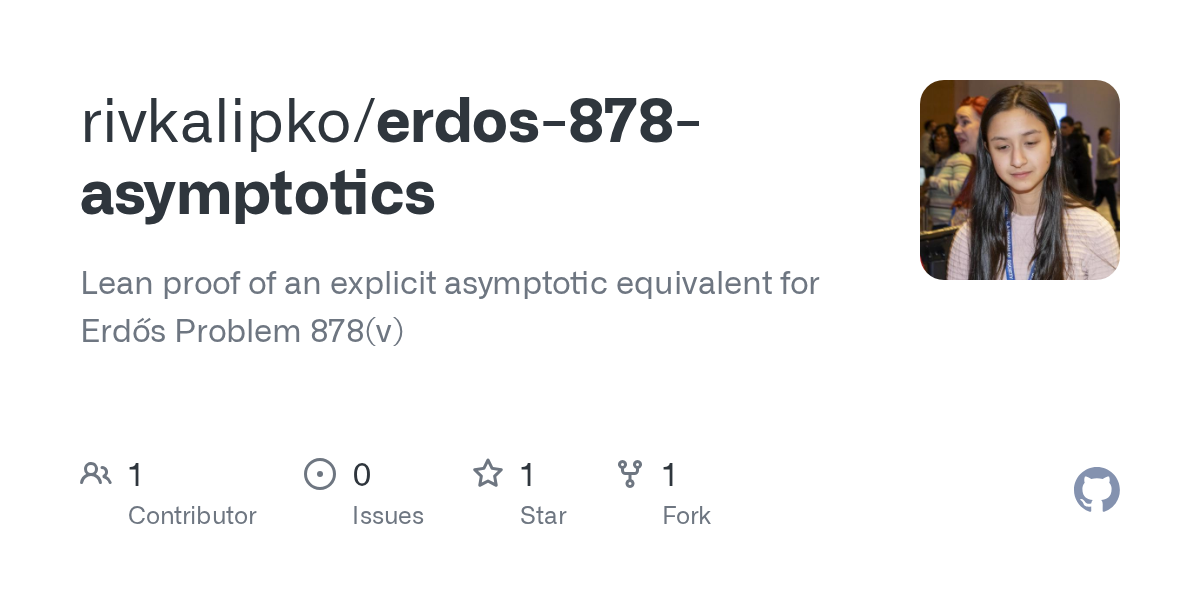 rivkalipko/erdos-878-
asymptotics
Lean proof of an explicit asymptotic equivalent for
Erdős Problem 878(v)
1
Contributor
0
Issues
1
Star
1
Fork